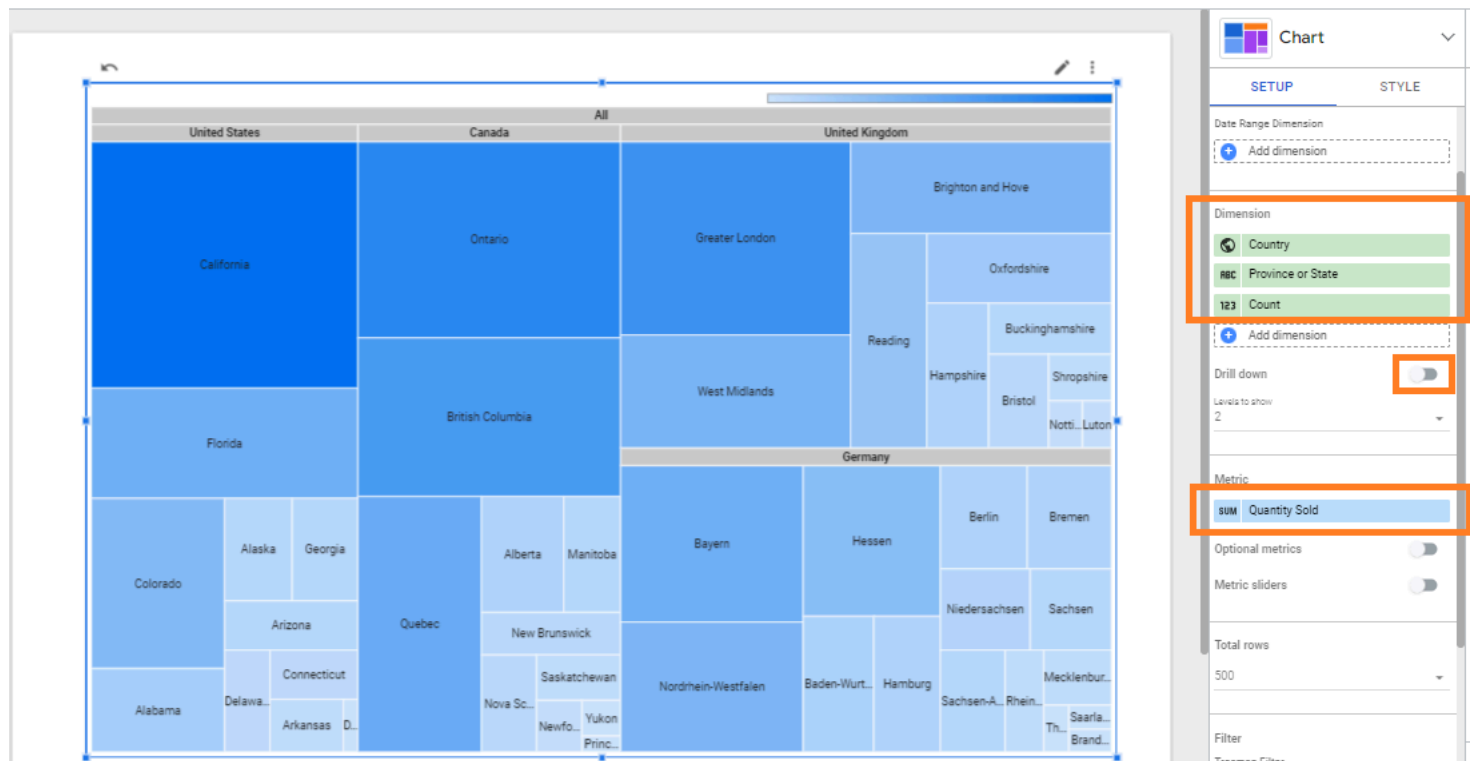 Chart
SETUP STYLE
Date Range Dimension
Add dimension
Dimension
Country
ABC Province or State
123 Count
Add dimension
Drill down
Levels to show
2
Metric
SUM Quantity Sold
Optional metrics
Metric sliders
Total rows
500
Filter
Treemap Filter
All
United States Canada United Kingdom
California
Florida
Colorado
Alaska Georgia
Arizona
Alabama
Delawa...
Connecticut
Arkansas D...
Ontario
British Columbia
Quebec
Alberta Manitoba
New Brunswick
Nova Sc...
Saskatchewan
Newfo... Yukon
Princ...
Greater London
Brighton and Hove
West Midlands
Reading
Oxfordshire
Hampshire
Buckinghamshire
Bristol
Shropshire
Notti... Luton
Germany
Bayern
Hessen
Berlin Bremen
Niedersachsen Sachsen
Nordrhein-Westfalen
Baden-Wurt... Hamburg
Sachsen-A... Rhein...
Mecklenbur...
Th... Saarla...
Brand...